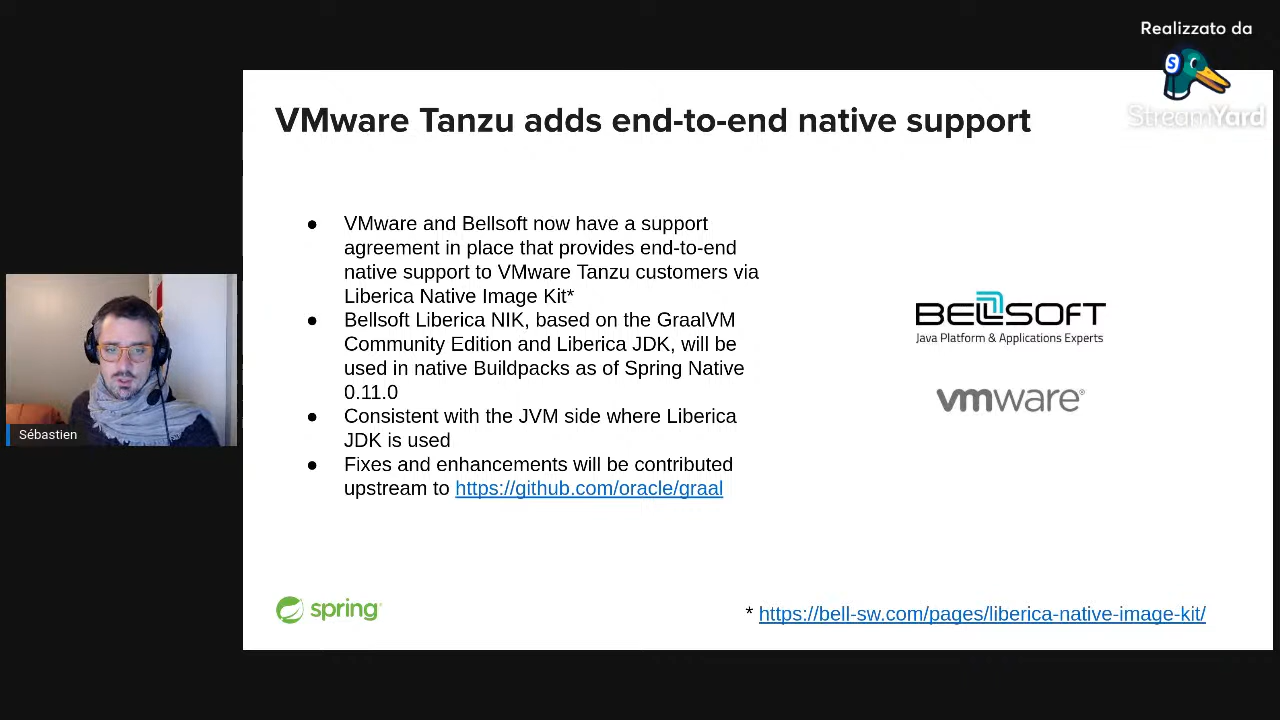 Realizzato da
S
StreamYard
VMware Tanzu adds end-to-end native support
● VMware and Bellsoft now have a support
agreement in place that provides end-to-end
native support to VMware Tanzu customers via
Liberica Native Image Kit*
● Bellsoft Liberica NIK, based on the GraalVM
Community Edition and Liberica JDK, will be
used in native Buildpacks as of Spring Native
0.11.0
● Consistent with the JVM side where Liberica
JDK is used
● Fixes and enhancements will be contributed
upstream to https://github.com/oracle/graal
BELLSOFT
Java Platform & Applications Experts
vmware®
Sébastien
spring®
* https://bell-sw.com/pages/liberica-native-image-kit/